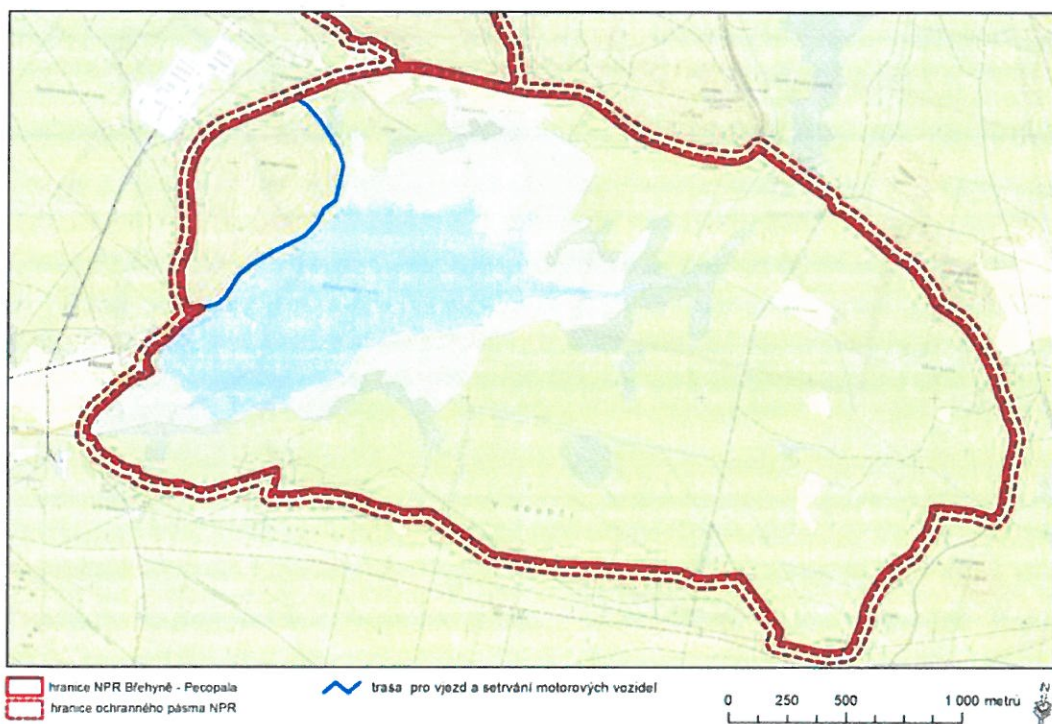 hranice NPR Břehyně - Pecopala
hranice ochranného pásma NPR
trasa pro vjezd a setrvání motorových vozidel
0 250 500 1 000 metrů
N